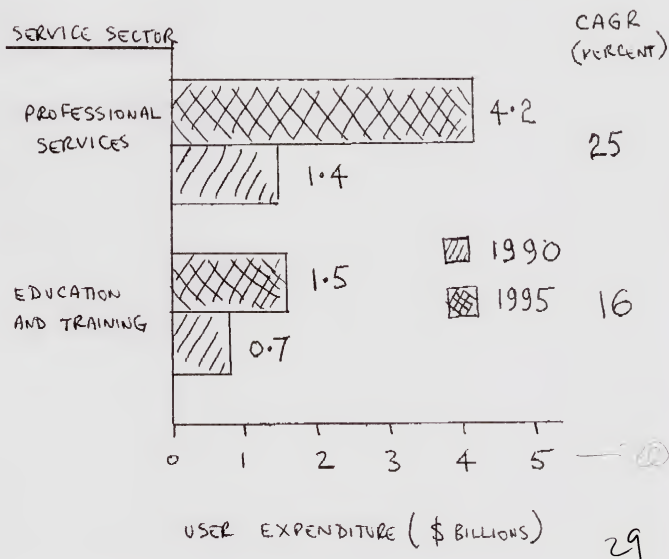 SERVICE SECTOR
CAGR
(PERCENT)
PROFESSIONAL
SERVICES
4.2
1.4
25
EDUCATION
AND TRAINING
1.5
0.7
1990
1995
16
0 1 2 3 4 5
USER EXPENDITURE ($ BILLIONS)
29